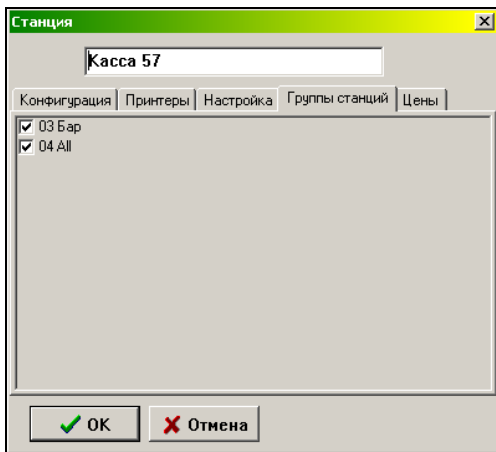 Станция
Касса 57
Конфигурация Принтеры Настройка Группы станций Цены
03 Бар
04 All
OK Отмена